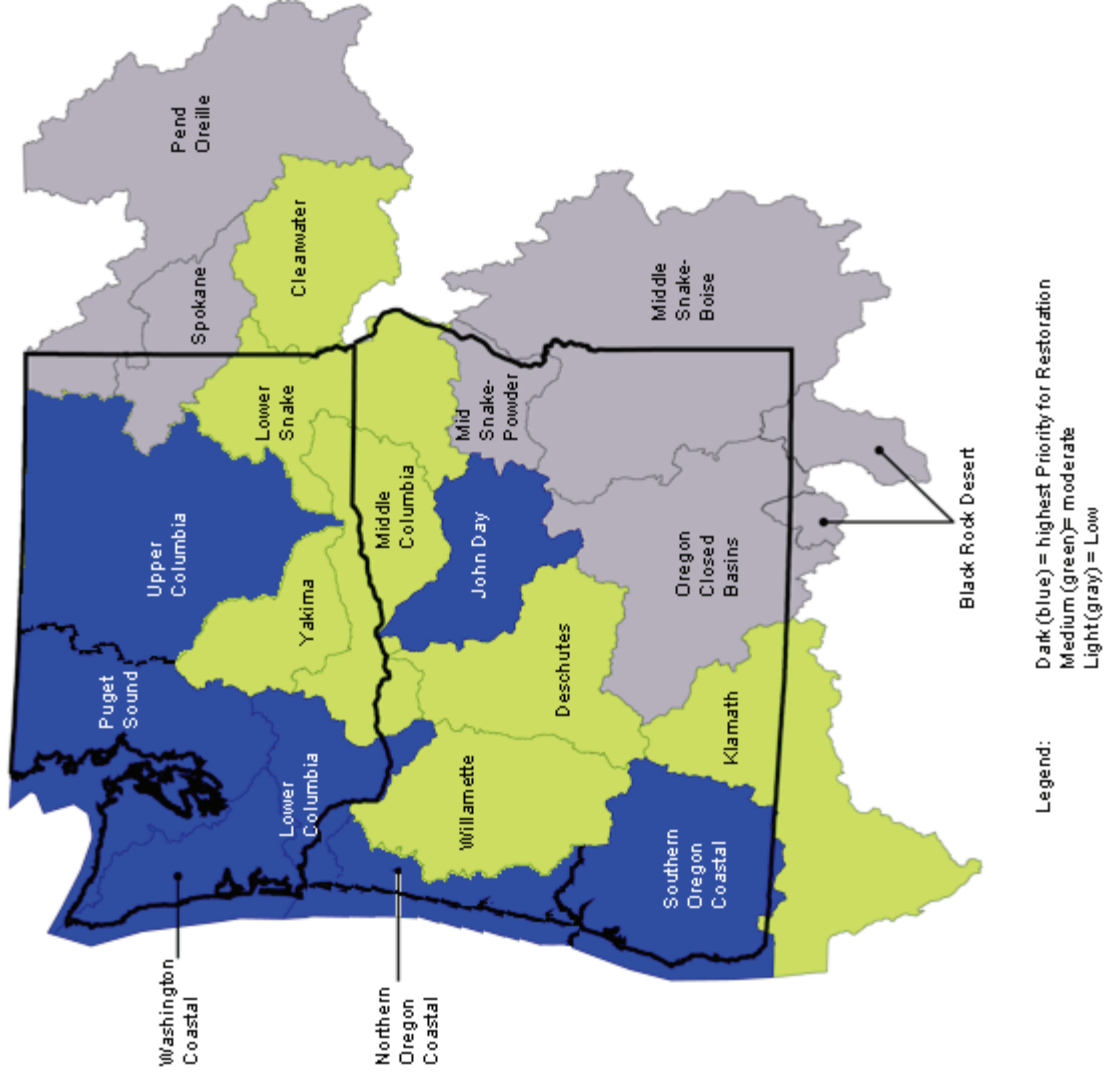 Pend
Oreille
Spokane
Clearwater
Upper
Columbia
Puget
Sound
Lower
Snake
Yakima
Middle
Columbia
Lower
Columbia
Washington
Coastal
Northern
Oregon
Coastal
Mid
Snake-
Powder
Middle
Snake-
Boise
John Day
Willamette
Deschutes
Oregon
Closed
Basins
Southern
Oregon
Coastal
Klamath
Black Rock Desert
Legend:
Dark (blue) = highest Priority for Restoration
Medium (green)= moderate
Light (gray) = Low